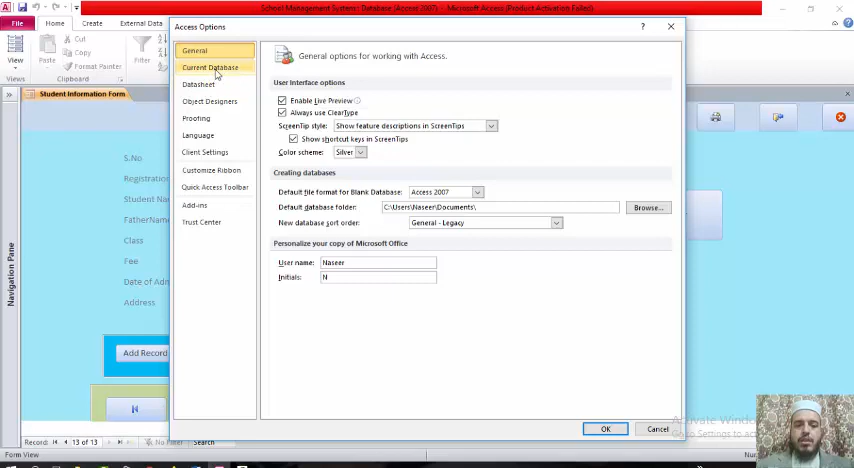 School Management System: Database (Access 2007) - Microsoft Access (Product Activation Failed)
File
Home
Create
External Data
View
Paste
Cut
Copy
Format Painter
Filter
Views
Clipboard
Student Information Form
Navigation Pane
S.No
Registration
Student Na
FatherName
Class
Fee
Date of Adm
Address
Add Record
Record:
13 of 13
No Filter
Search
Form View
Access Options
General
Current Database
Datasheet
Object Designers
Proofing
Language
Client Settings
Customize Ribbon
Quick Access Toolbar
Add-ins
Trust Center
General options for working with Access.
User Interface options
Enable Live Preview
Always use ClearType
ScreenTip style: Show feature descriptions in ScreenTips
Show shortcut keys in ScreenTips
Color scheme: Silver
Creating databases
Default file format for Blank Database: Access 2007
Default database folder: C:\Users\Naseer\Documents\ Browse...
New database sort order: General - Legacy
Personalize your copy of Microsoft Office
User name: Naseer
Initials: N
OK
Cancel
Activate Windo
Go to Settings to act